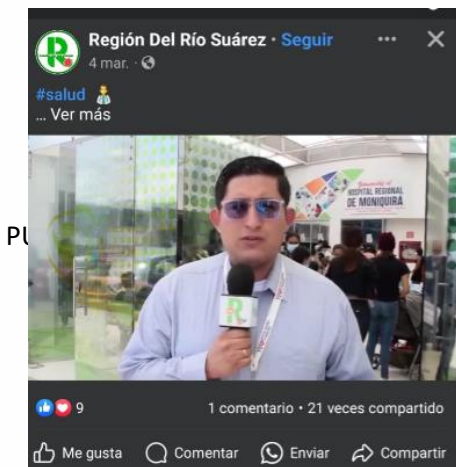 Región Del Río Suárez · Seguir
4 mar. ·
#salud
... Ver más
HOSPITAL REGIONAL
DE MONIQUIRÁ
PU
R
9
1 comentario • 21 veces compartido
Me gusta
Comentar
Enviar
Compartir